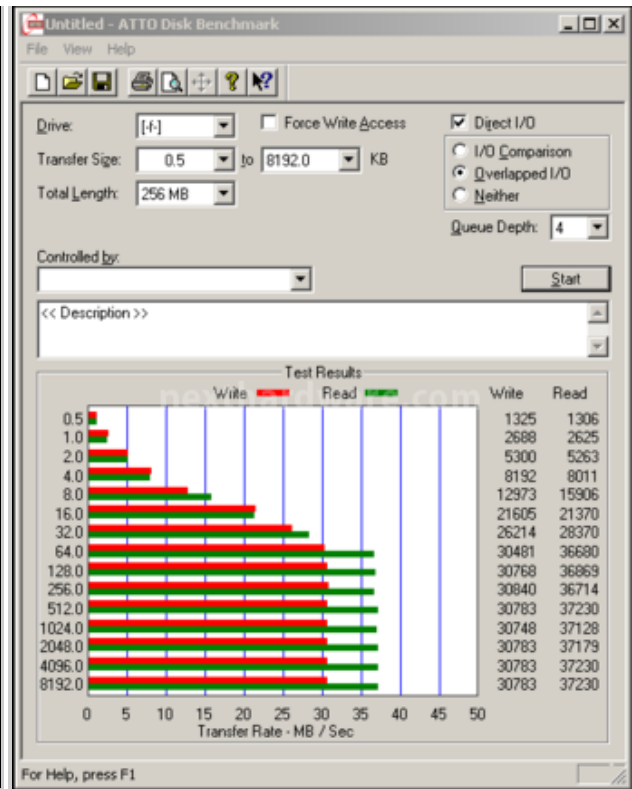 Untitled - ATTO Disk Benchmark
File View Help
Drive: [-f-] Force Write Access Direct I/O
Transfer Size: 0.5 to 8192.0 KB I/O Comparison
Overlapped I/O
Total Length: 256 MB Neither
Queue Depth: 4
Controlled by:
Start
<< Description >>
Test Results
nexthardware.com
Write Read Write Read
0.5 1325 1306
1.0 2688 2625
2.0 5300 5263
4.0 8192 8011
8.0 12973 15906
16.0 21605 21370
32.0 26214 28370
64.0 30481 36680
128.0 30768 36869
256.0 30840 36714
512.0 30783 37230
1024.0 30748 37128
2048.0 30783 37179
4096.0 30783 37230
8192.0 30783 37230
0 5 10 15 20 25 30 35 40 45 50
Transfer Rate - MB / Sec
For Help, press F1